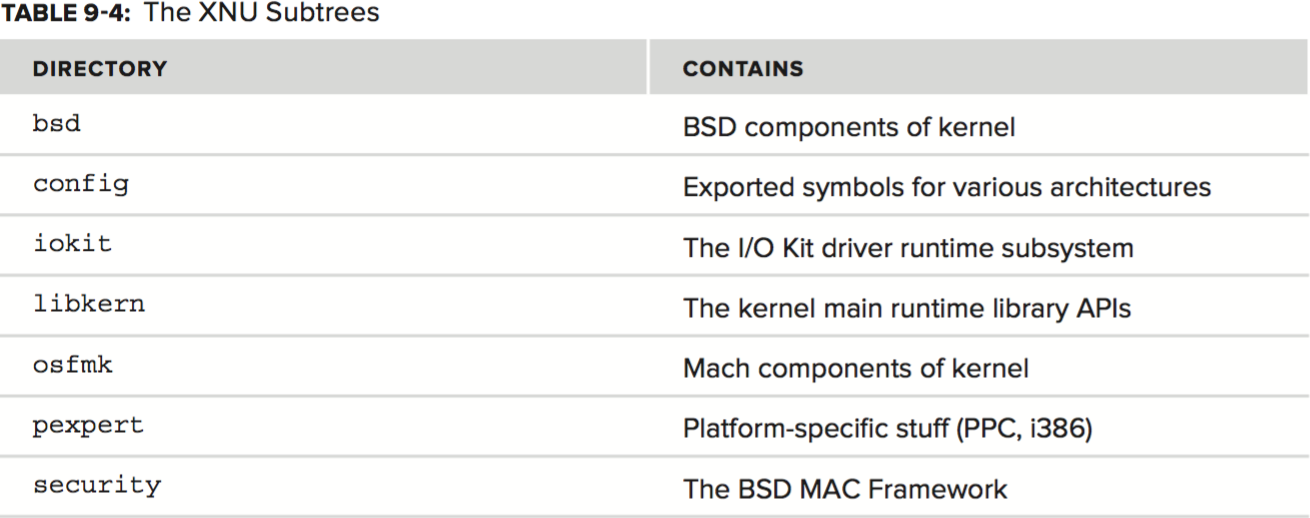 TABLE 9-4: The XNU Subtrees
DIRECTORY CONTAINS
bsd BSD components of kernel
config Exported symbols for various architectures
iokit The I/O Kit driver runtime subsystem
libkern The kernel main runtime library APIs
osfmk Mach components of kernel
pexpert Platform-specific stuff (PPC, i386)
security The BSD MAC Framework